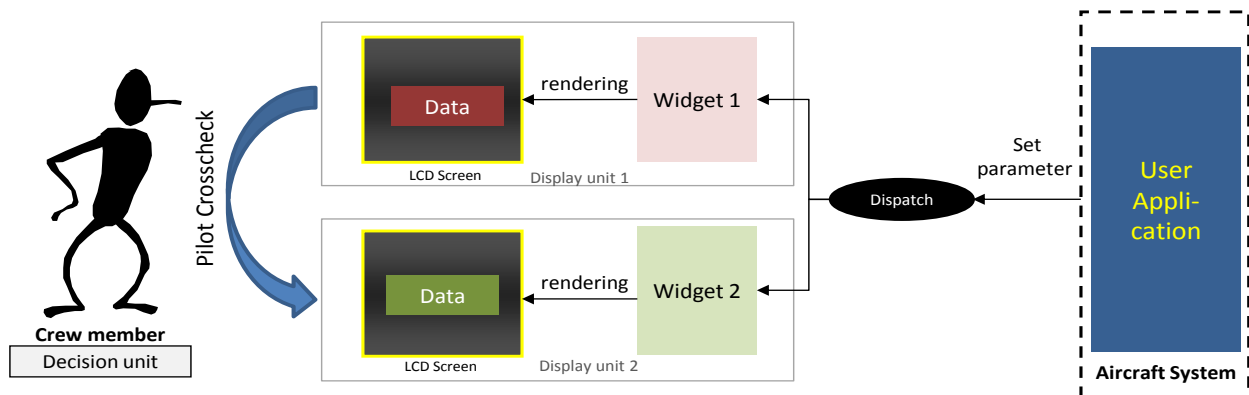 Pilot Crosscheck
Crew member
Decision unit
Data
LCD Screen
rendering
Widget 1
Display unit 1
Data
LCD Screen
rendering
Widget 2
Display unit 2
Dispatch
Set
parameter
User
Appli-
cation
Aircraft System